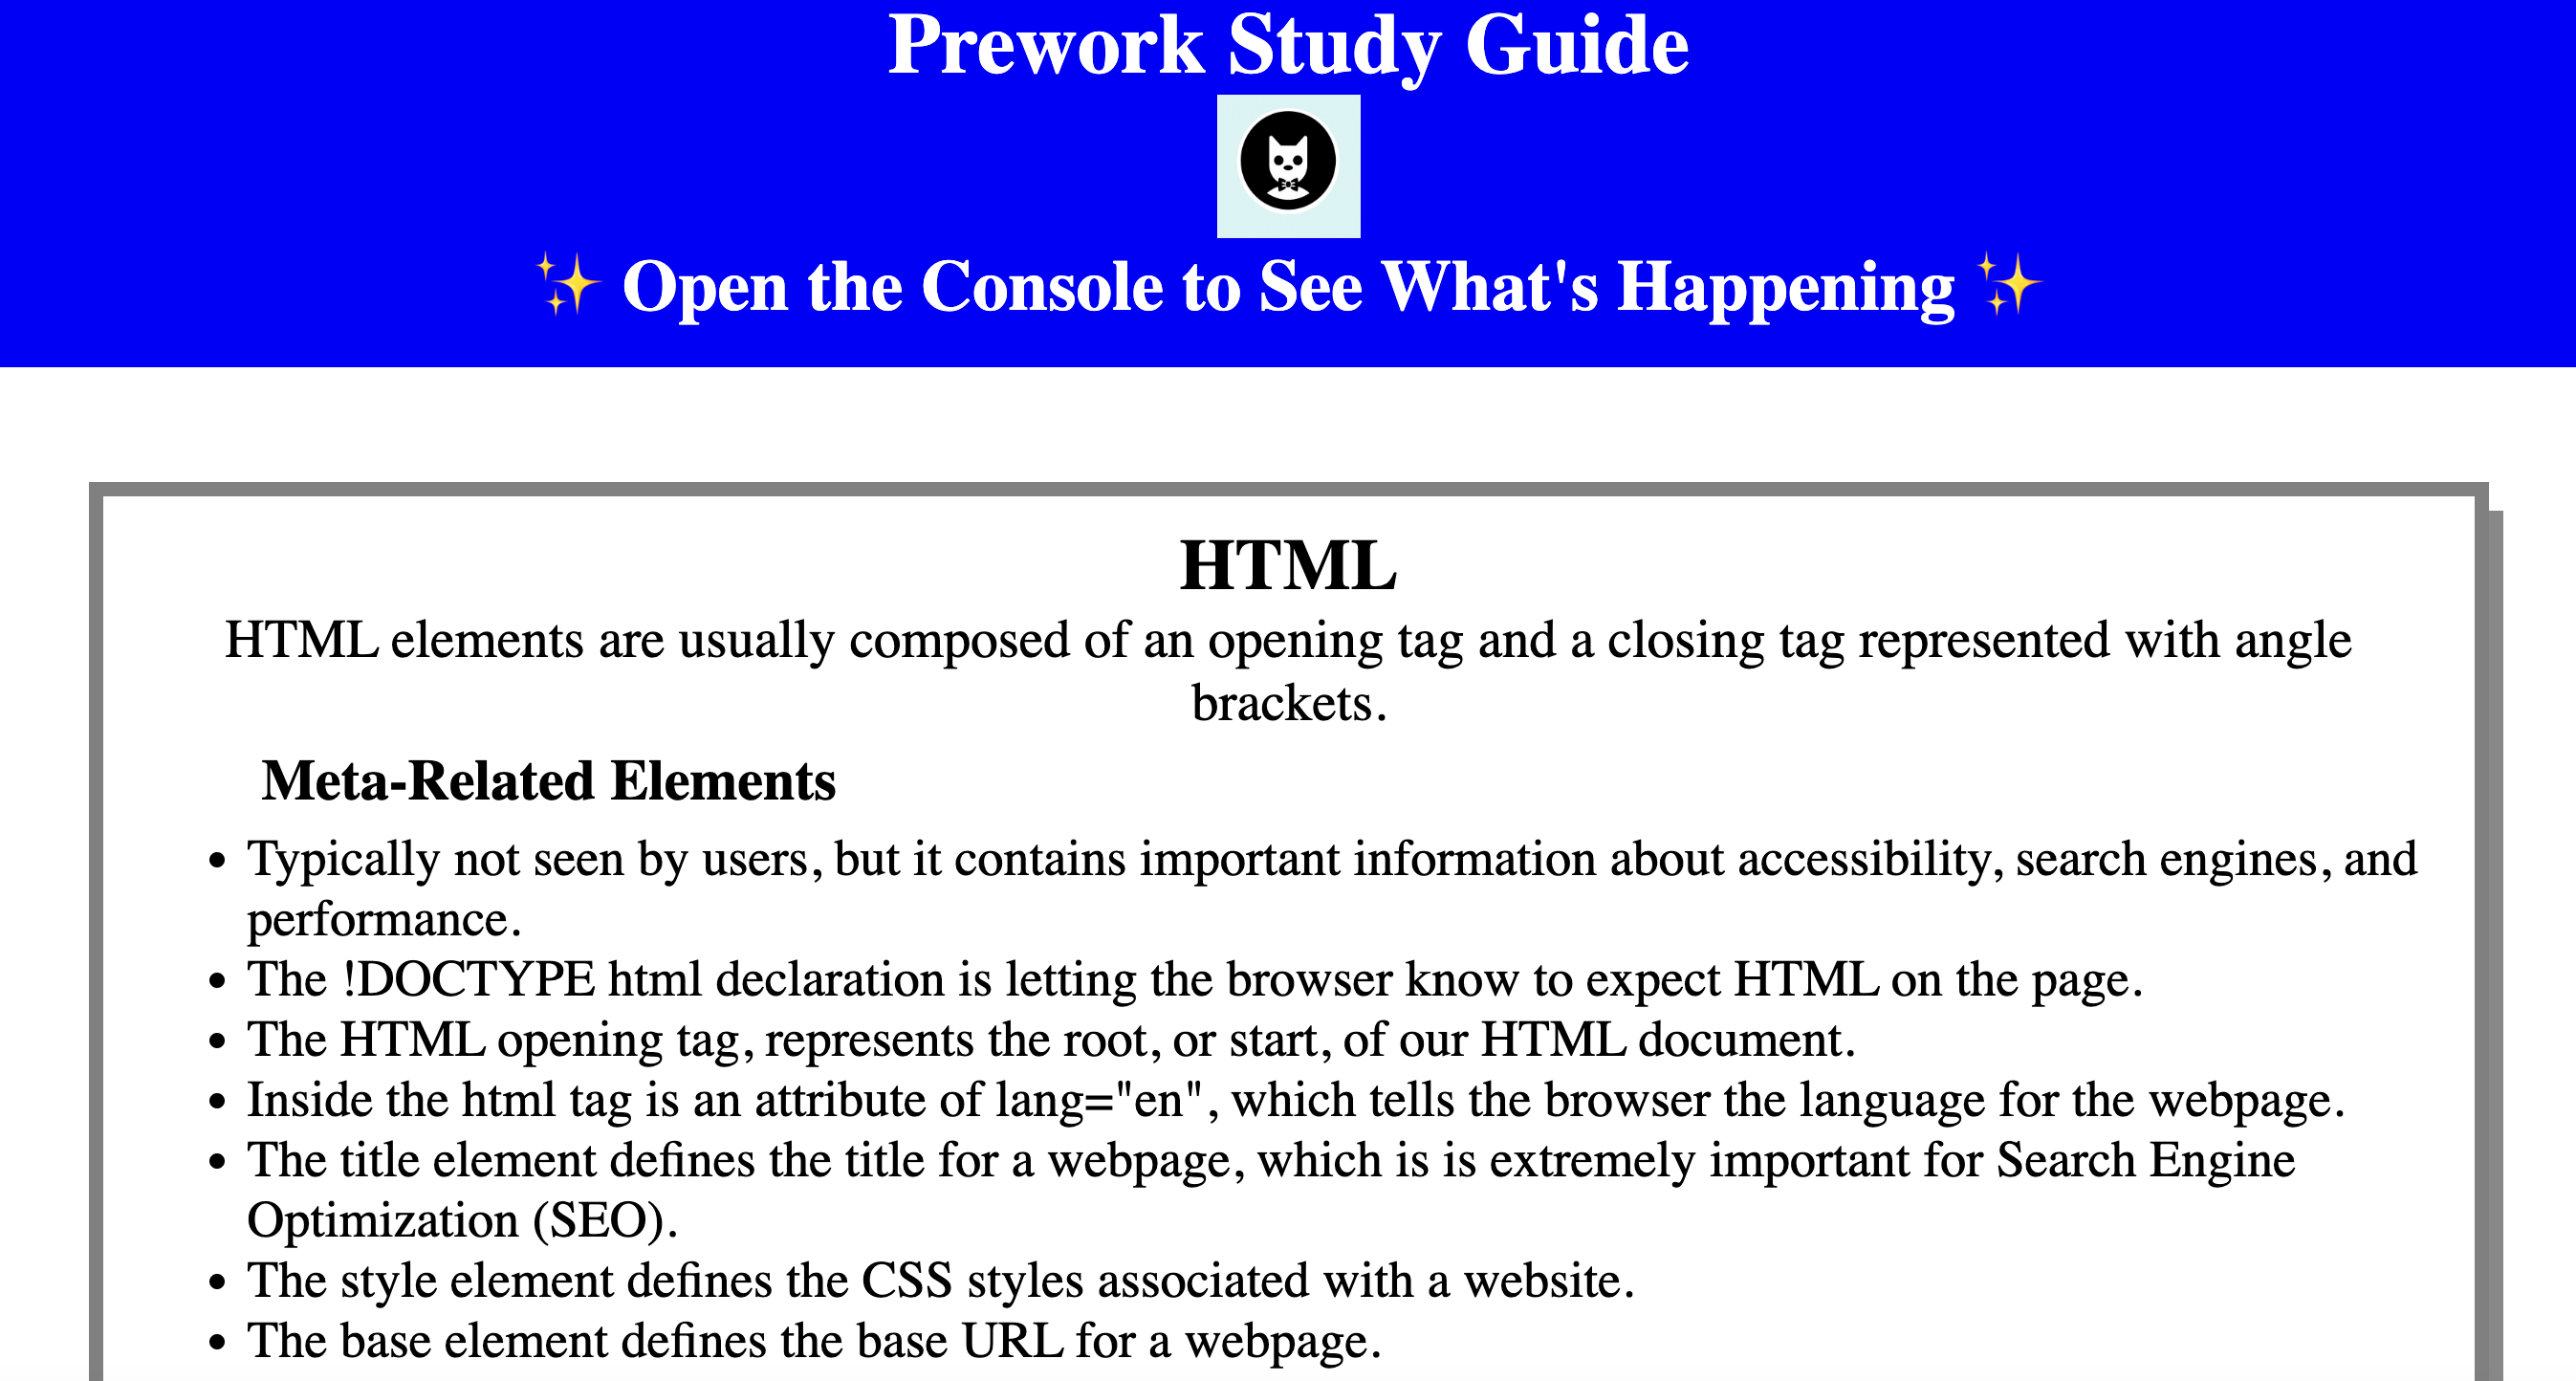 Prework Study Guide
✨ Open the Console to See What's Happening ✨
HTML
HTML elements are usually composed of an opening tag and a closing tag represented with angle
brackets.
Meta-Related Elements
• Typically not seen by users, but it contains important information about accessibility, search engines, and
performance.
• The !DOCTYPE html declaration is letting the browser know to expect HTML on the page.
• The HTML opening tag, represents the root, or start, of our HTML document.
• Inside the html tag is an attribute of lang="en", which tells the browser the language for the webpage.
• The title element defines the title for a webpage, which is is extremely important for Search Engine
Optimization (SEO).
• The style element defines the CSS styles associated with a website.
• The base element defines the base URL for a webpage.